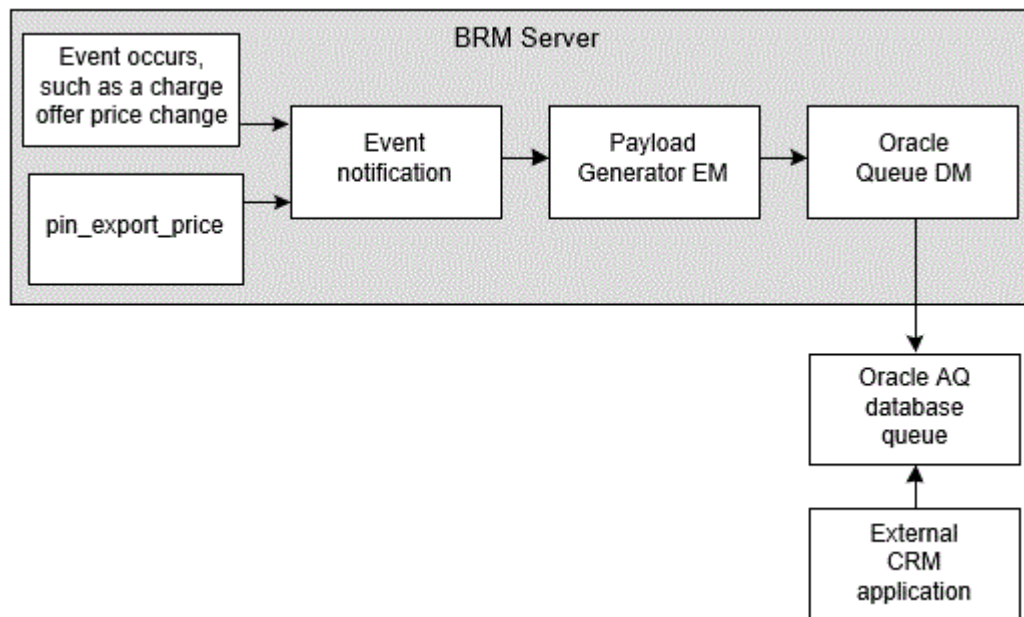 BRM Server
Event occurs,
such as a charge
offer price change
pin_export_price
Event
notification
Payload
Generator EM
Oracle
Queue DM
Oracle AQ
database
queue
External
CRM
application